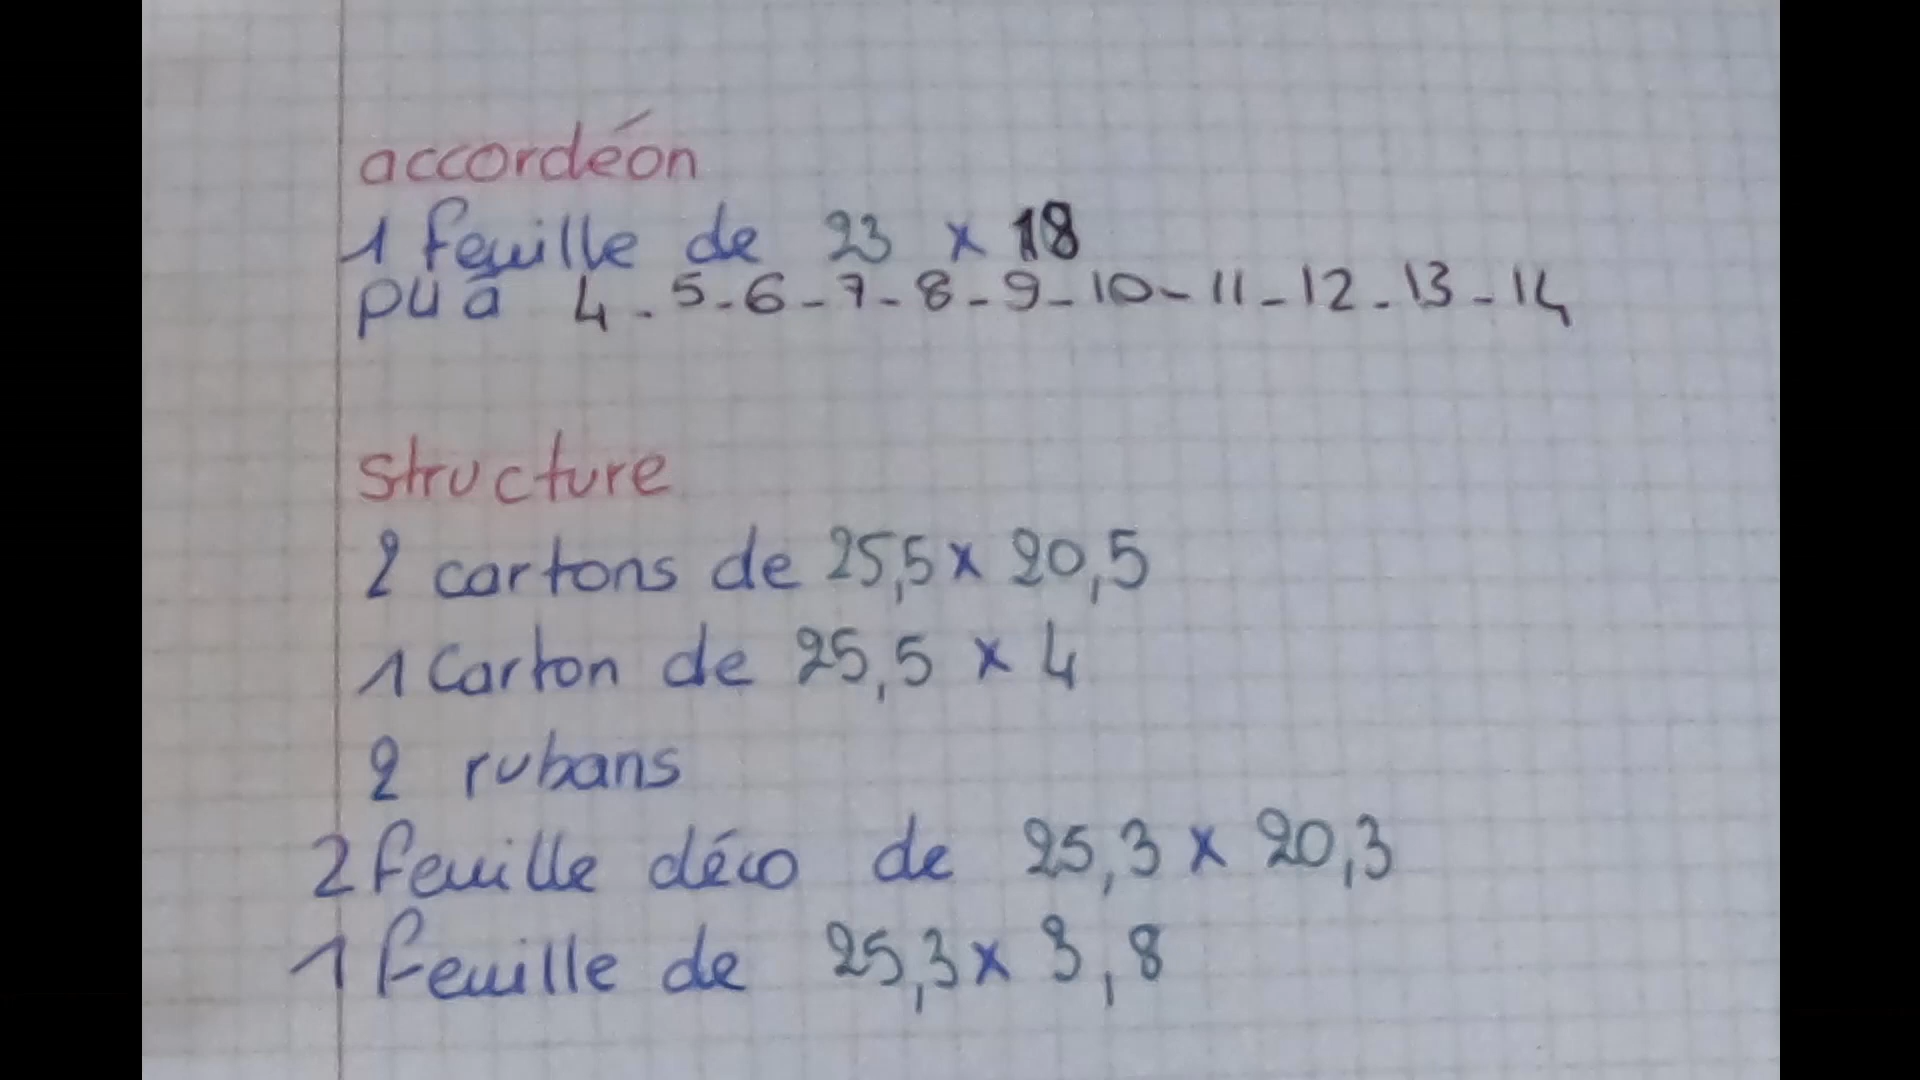 accordéon
1 feuille de 23 x 18
pli à 4-5-6-7-8-9-10-11-12-13-14
structure
2 cartons de 25,5 x 20,5
1 carton de 25,5 x 4
2 rubans
2 feuille déco de 25,3 x 20,3
1 feuille de 25,3 x 3,8